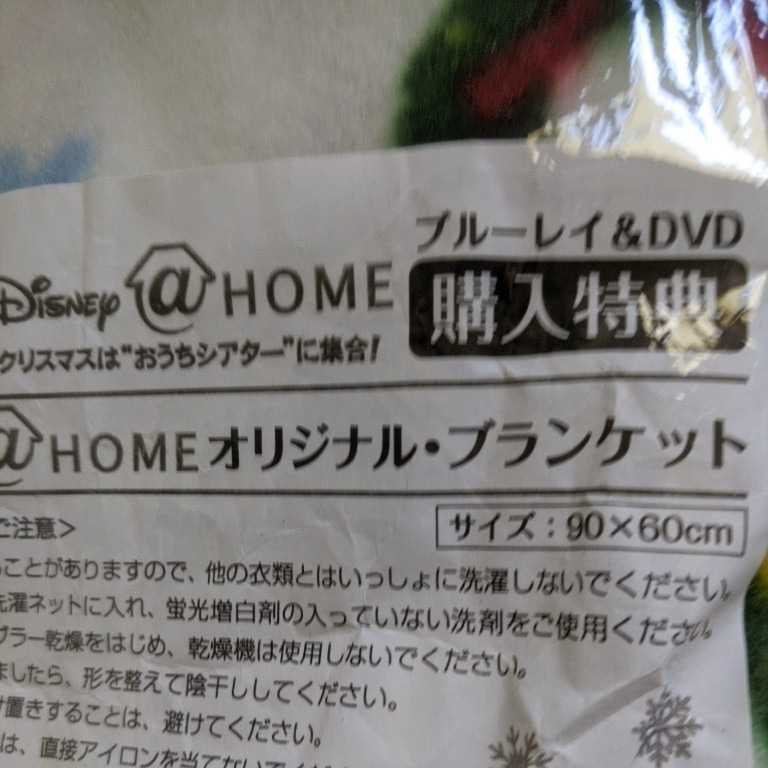 ブルーレイ&DVD
DISNEY @HOME 購入特典
クリスマスは"おうちシアター"に集合!
@HOMEオリジナル・ブランケット
ご注意>
サイズ:90×60cm
ことがありますので、他の衣類とはいっしょに洗濯しないでください。
洗濯ネットに入れ、蛍光増白剤の入っていない洗剤をご使用ください。
ブラー乾燥をはじめ、乾燥機は使用しないでください。
ましたら、形を整えて陰干ししてください。
置きすることは、避けてください。
は、直接アイロンを当てないでください